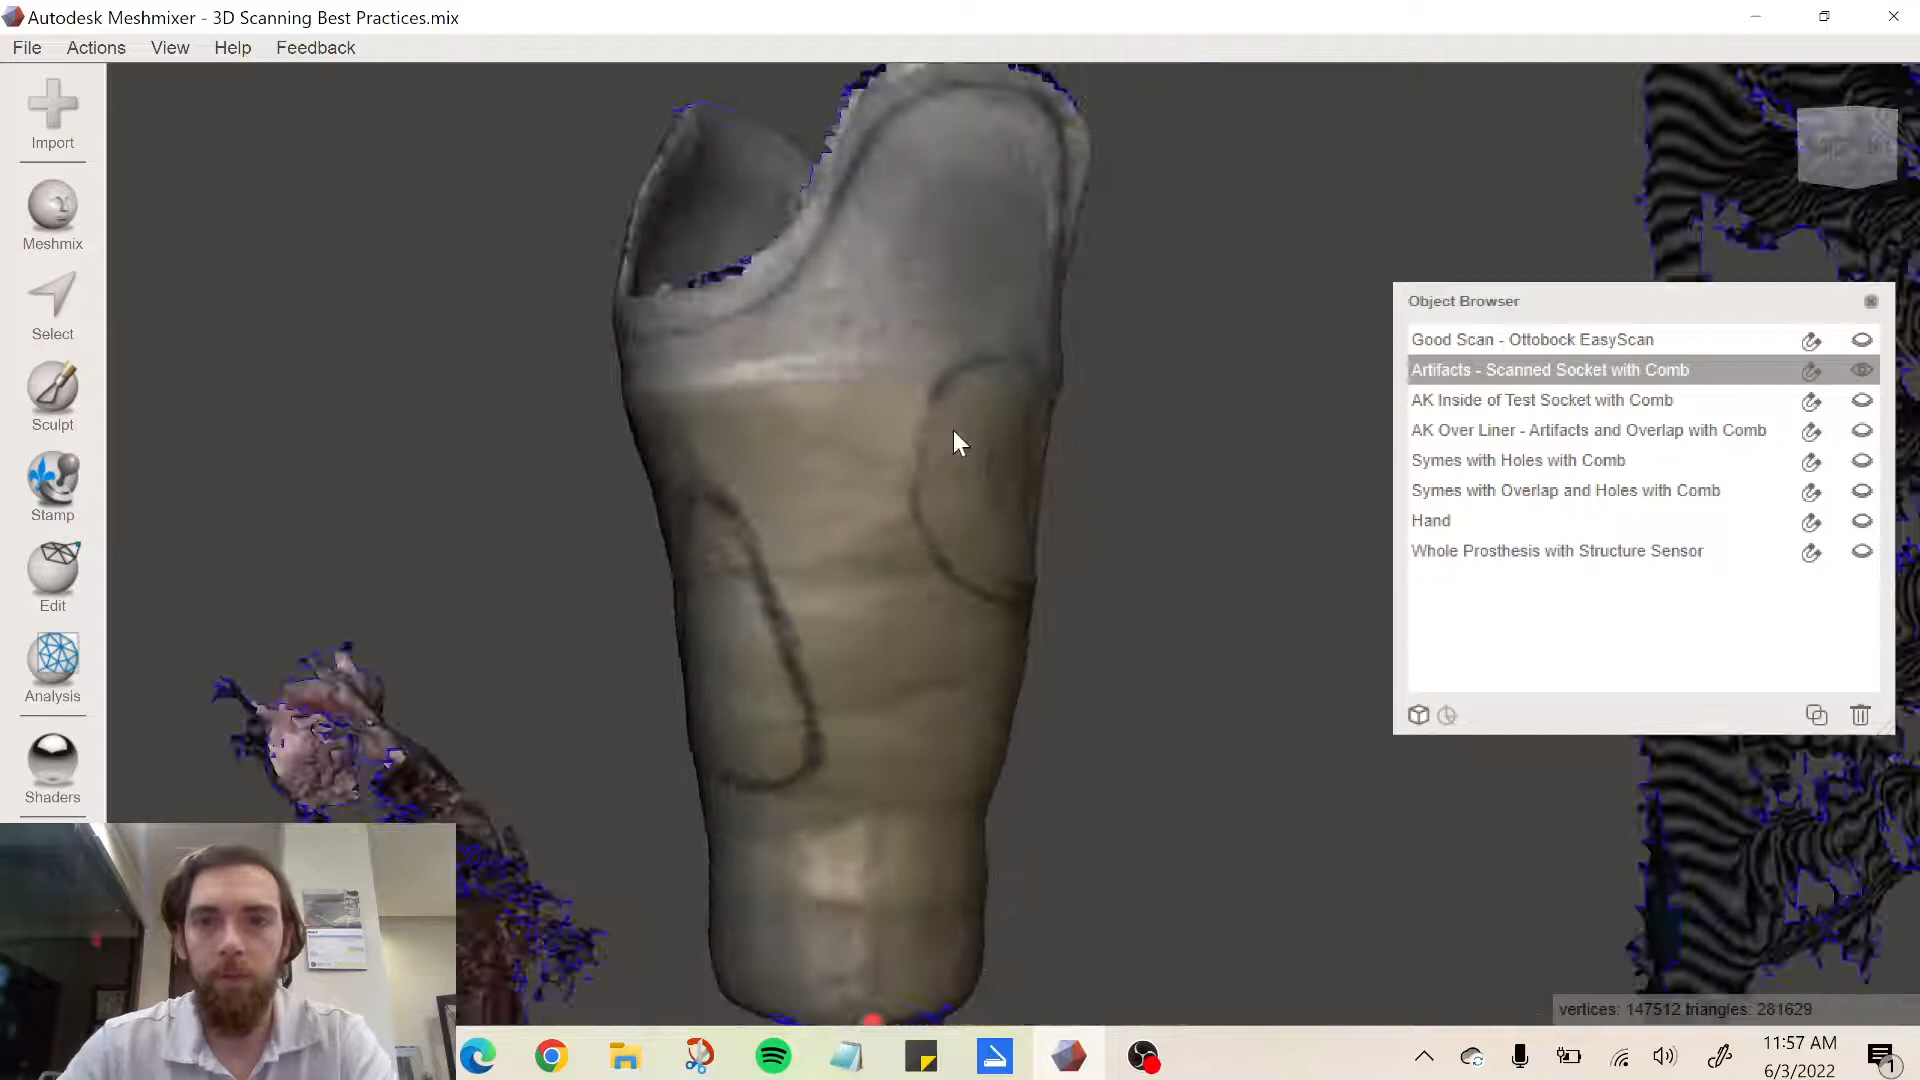 Autodesk Meshmixer - 3D Scanning Best Practices.mix
File Actions View Help Feedback
Import
Meshmix
Select
Sculpt
Stamp
Edit
Analysis
Shaders
Object Browser
Good Scan - Ottobock EasyScan
Artifacts - Scanned Socket with Comb
AK Inside of Test Socket with Comb
AK Over Liner - Artifacts and Overlap with Comb
Symes with Holes with Comb
Symes with Overlap and Holes with Comb
Hand
Whole Prosthesis with Structure Sensor
vertices: 147512 triangles: 281629
11:57 AM
6/3/2022
1